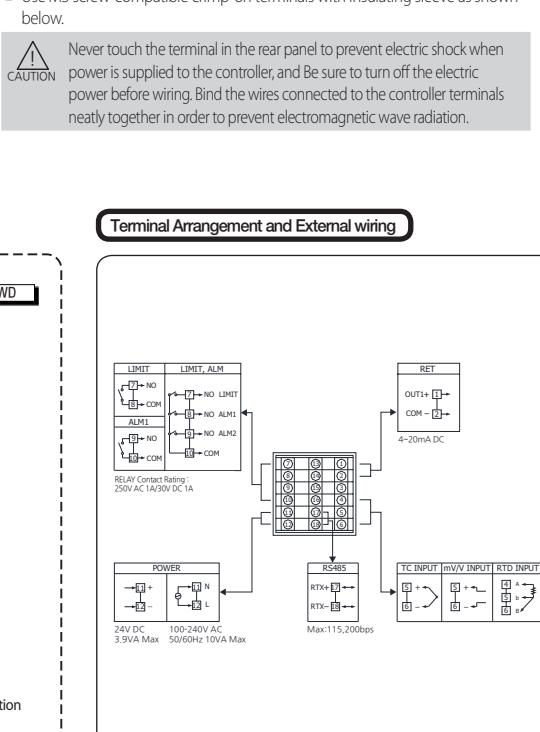 Use M3 screw-compatible crimp-on terminals with insulating sleeve as shown
below.
CAUTION
Never touch the terminal in the rear panel to prevent electric shock when
power is supplied to the controller, and Be sure to turn off the electric
power before wiring. Bind the wires connected to the controller terminals
neatly together in order to prevent electromagnetic wave radiation.
Terminal Arrangement and External wiring
WD
LIMIT
7 NO
8 COM
ALM1
9 NO
10 COM
LIMIT, ALM
7 NO LIMIT
8 NO ALM1
9 NO ALM2
10 COM
RELAY Contact Rating :
250V AC 1A/30V DC 1A
RET
OUT1+ 1
COM - 2
4~20mA DC
7 13 1
8 14 2
9 15 3
10 16 4
11 17 5
12 18 6
POWER
11 +
12 -
11 N
12 L
24V DC
3.9VA Max
100-240V AC
50/60Hz 10VA Max
RS485
RTX+ 17
RTX- 18
Max:115,200bps
TC INPUT
5 +
6 -
mV/V INPUT
5 +
6 -
RTD INPUT
4 A
5 b
6 B
tion